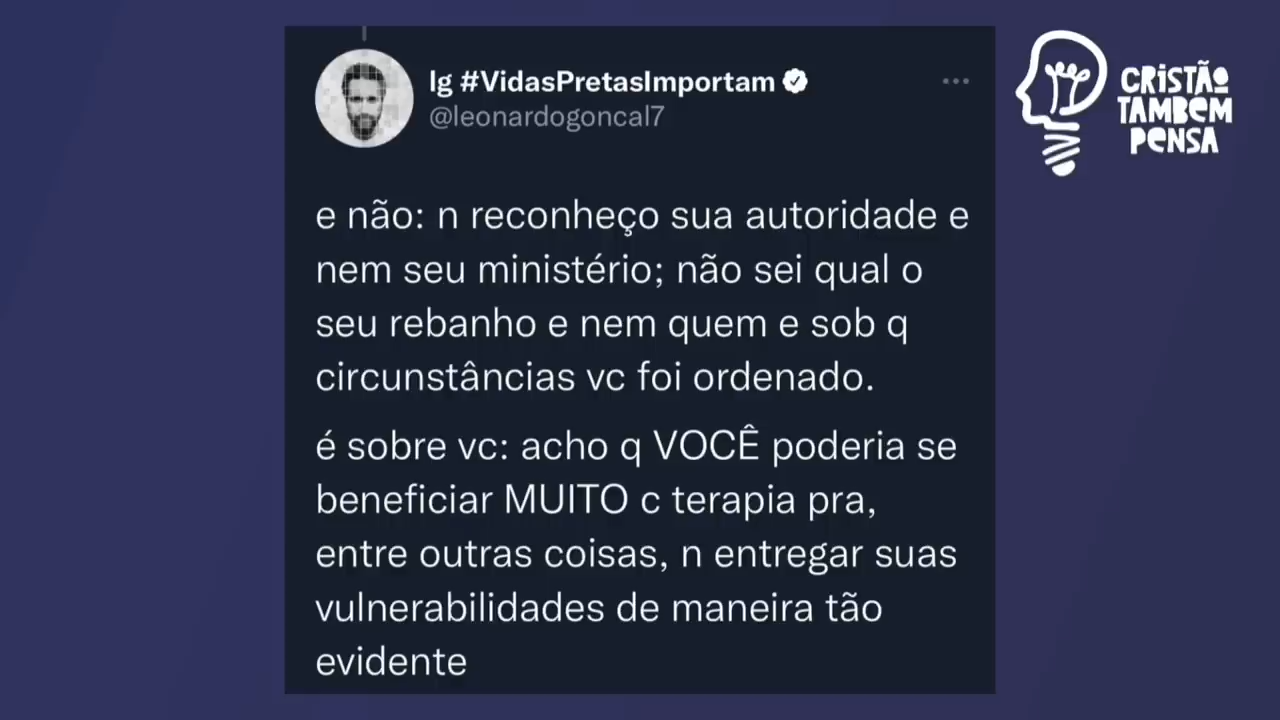 lg #VidasPretasImportam
@leonardogoncal7
CRISTÃO
TAMBEM
PENSA
e não: n reconheço sua autoridade e
nem seu ministério; não sei qual o
seu rebanho e nem quem e sob q
circunstâncias vc foi ordenado.
é sobre vc: acho q VOCÊ poderia se
beneficiar MUITO c terapia pra,
entre outras coisas, n entregar suas
vulnerabilidades de maneira tão
evidente